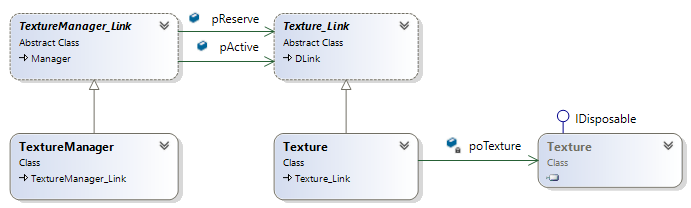 TextureManager_Link
Abstract Class
Manager
pReserve
pActive
Texture_Link
Abstract Class
DLink
TextureManager
Class
TextureManager_Link
Texture
Class
Texture_Link
poTexture
IDisposable
Texture
Class